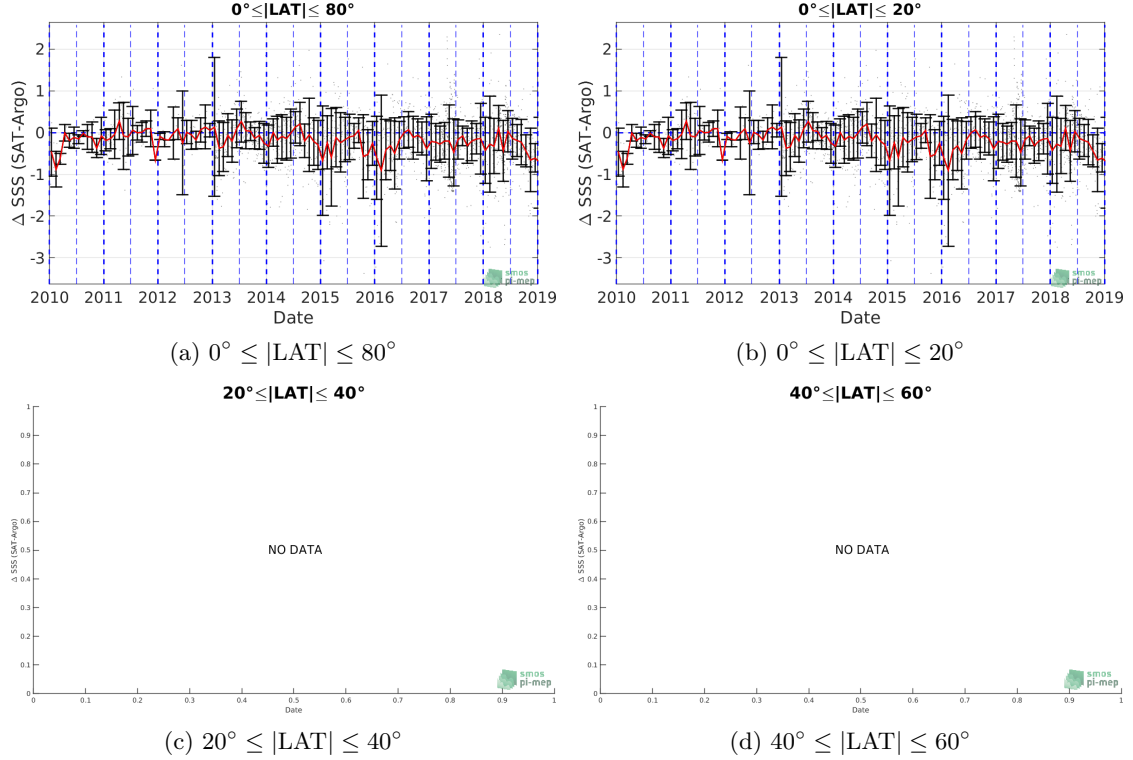 0°≤|LAT|≤ 80°
Δ SSS (SAT-Argo)
2
1
0
-1
-2
-3
2010 2011 2012 2013 2014 2015 2016 2017 2018 2019
Date
smos
pi-mep
(a) 0° ≤ |LAT| ≤ 80°
0°≤|LAT|≤ 20°
Δ SSS (SAT-Argo)
2
1
0
-1
-2
-3
2010 2011 2012 2013 2014 2015 2016 2017 2018 2019
Date
smos
pi-mep
(b) 0° ≤ |LAT| ≤ 20°
20°≤|LAT|≤ 40°
Δ SSS (SAT-Argo)
1
0.9
0.8
0.7
0.6
0.5
0.4
0.3
0.2
0.1
0
NO DATA
0 0.1 0.2 0.3 0.4 0.5 0.6 0.7 0.8 0.9 1
Date
smos
pi-mep
(c) 20° ≤ |LAT| ≤ 40°
40°≤|LAT|≤ 60°
Δ SSS (SAT-Argo)
1
0.9
0.8
0.7
0.6
0.5
0.4
0.3
0.2
0.1
0
NO DATA
0 0.1 0.2 0.3 0.4 0.5 0.6 0.7 0.8 0.9 1
Date
smos
pi-mep
(d) 40° ≤ |LAT| ≤ 60°